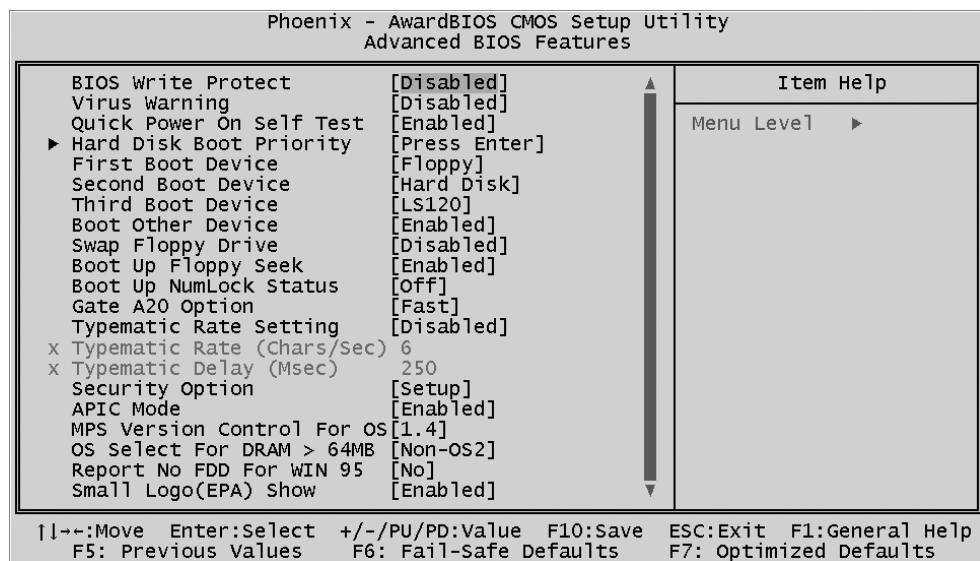 Phoenix - AwardBIOS CMOS Setup Utility
Advanced BIOS Features
BIOS Write Protect [Disabled]
Virus Warning [Disabled]
Quick Power On Self Test [Enabled]
▶ Hard Disk Boot Priority [Press Enter]
First Boot Device [Floppy]
Second Boot Device [Hard Disk]
Third Boot Device [LS120]
Boot Other Device [Enabled]
Swap Floppy Drive [Disabled]
Boot Up Floppy Seek [Enabled]
Boot Up NumLock Status [Off]
Gate A20 Option [Fast]
Typematic Rate Setting [Disabled]
x Typematic Rate (Chars/Sec) 6
x Typematic Delay (Msec) 250
Security Option [Setup]
APIC Mode [Enabled]
MPS Version Control For OS[1.4]
OS Select For DRAM > 64MB [Non-OS2]
Report No FDD For WIN 95 [No]
Small Logo(EPA) Show [Enabled]
Item Help
Menu Level ▶
↑↓→←:Move Enter:Select +/-/PU/PD:Value F10:Save ESC:Exit F1:General Help
F5: Previous Values F6: Fail-Safe Defaults F7: Optimized Defaults